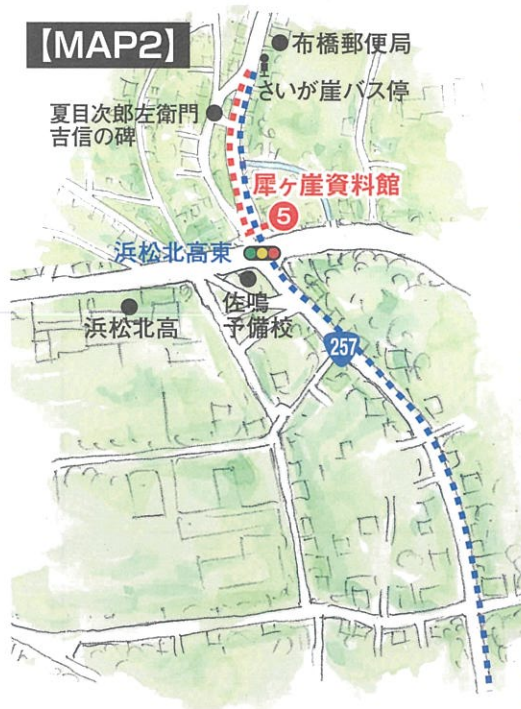 【MAP2】
布橋郵便局
さいが崖バス停
夏目次郎左衛門
吉信の碑
犀ヶ崖資料館
5
浜松北高東
佐鳴
予備校
浜松北高
257